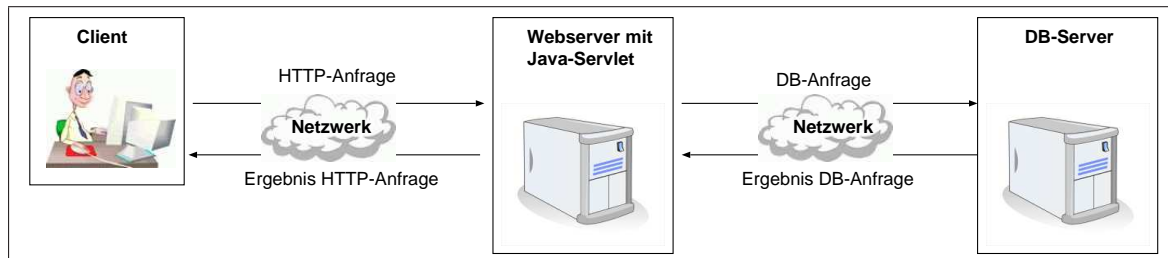 Client
HTTP-Anfrage
Netzwerk
Ergebnis HTTP-Anfrage
Webserver mit
Java-Servlet
DB-Anfrage
Netzwerk
Ergebnis DB-Anfrage
DB-Server